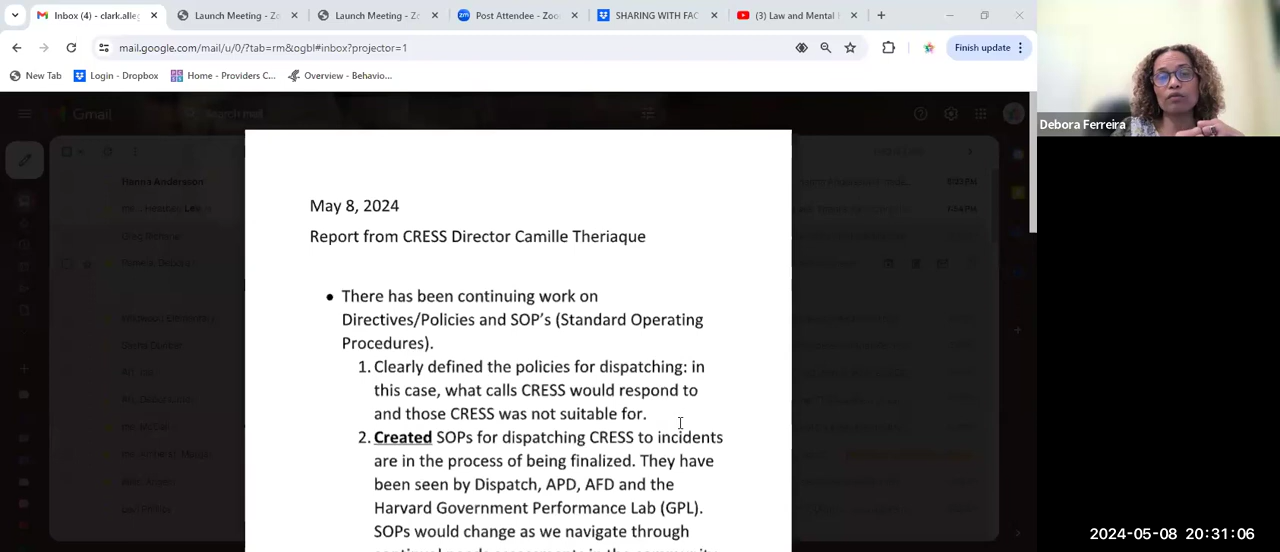 Inbox (4) - clark.alle
Launch Meeting - Zo
Launch Meeting - Zo
Post Attendee - Zoo
SHARING WITH FAC
(3) Law and Mental
mail.google.com/mail/u/0/?tab=rm&ogbl#inbox?projector=1
Finish update
New Tab
Login - Dropbox
Home - Providers C...
Overview - Behavio...
Gmail
Search mail
Debora Ferreira
Hanna Andersson
May 8, 2024
Report from CRESS Director Camille Theriaque
• There has been continuing work on
Directives/Policies and SOP's (Standard Operating
Procedures).
1. Clearly defined the policies for dispatching: in
this case, what calls CRESS would respond to
and those CRESS was not suitable for.
2. Created SOPs for dispatching CRESS to incidents
are in the process of being finalized. They have
been seen by Dispatch, APD, AFD and the
Harvard Government Performance Lab (GPL).
SOPs would change as we navigate through
2024-05-08 20:31:06